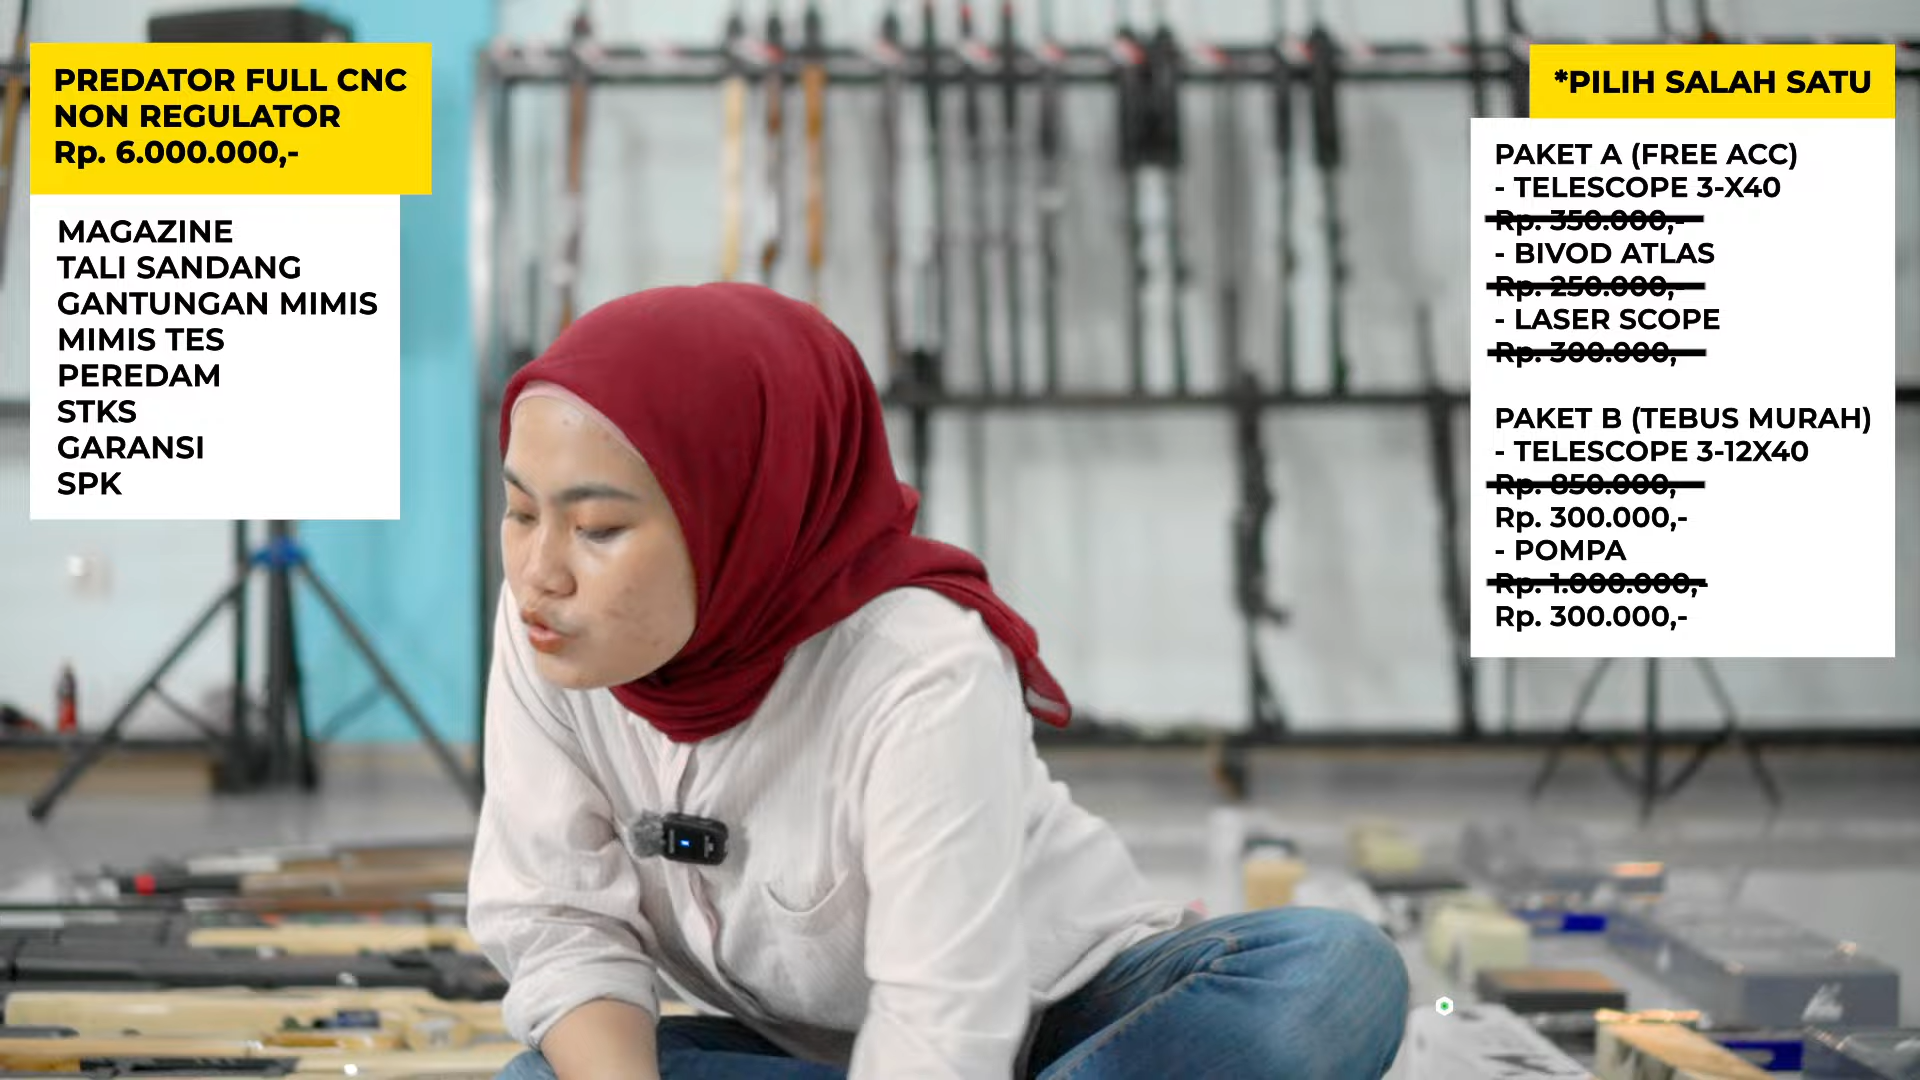 PREDATOR FULL CNC
NON REGULATOR
Rp. 6.000.000,-
MAGAZINE
TALI SANDANG
GANTUNGAN MIMIS
MIMIS TES
PEREDAM
STKS
GARANSI
SPK
*PILIH SALAH SATU
PAKET A (FREE ACC)
- TELESCOPE 3-X40
Rp. 350.000,-
- BIVOD ATLAS
Rp. 250.000,-
- LASER SCOPE
Rp. 300.000,-
PAKET B (TEBUS MURAH)
- TELESCOPE 3-12X40
Rp. 850.000,-
Rp. 300.000,-
- POMPA
Rp. 1.000.000,-
Rp. 300.000,-